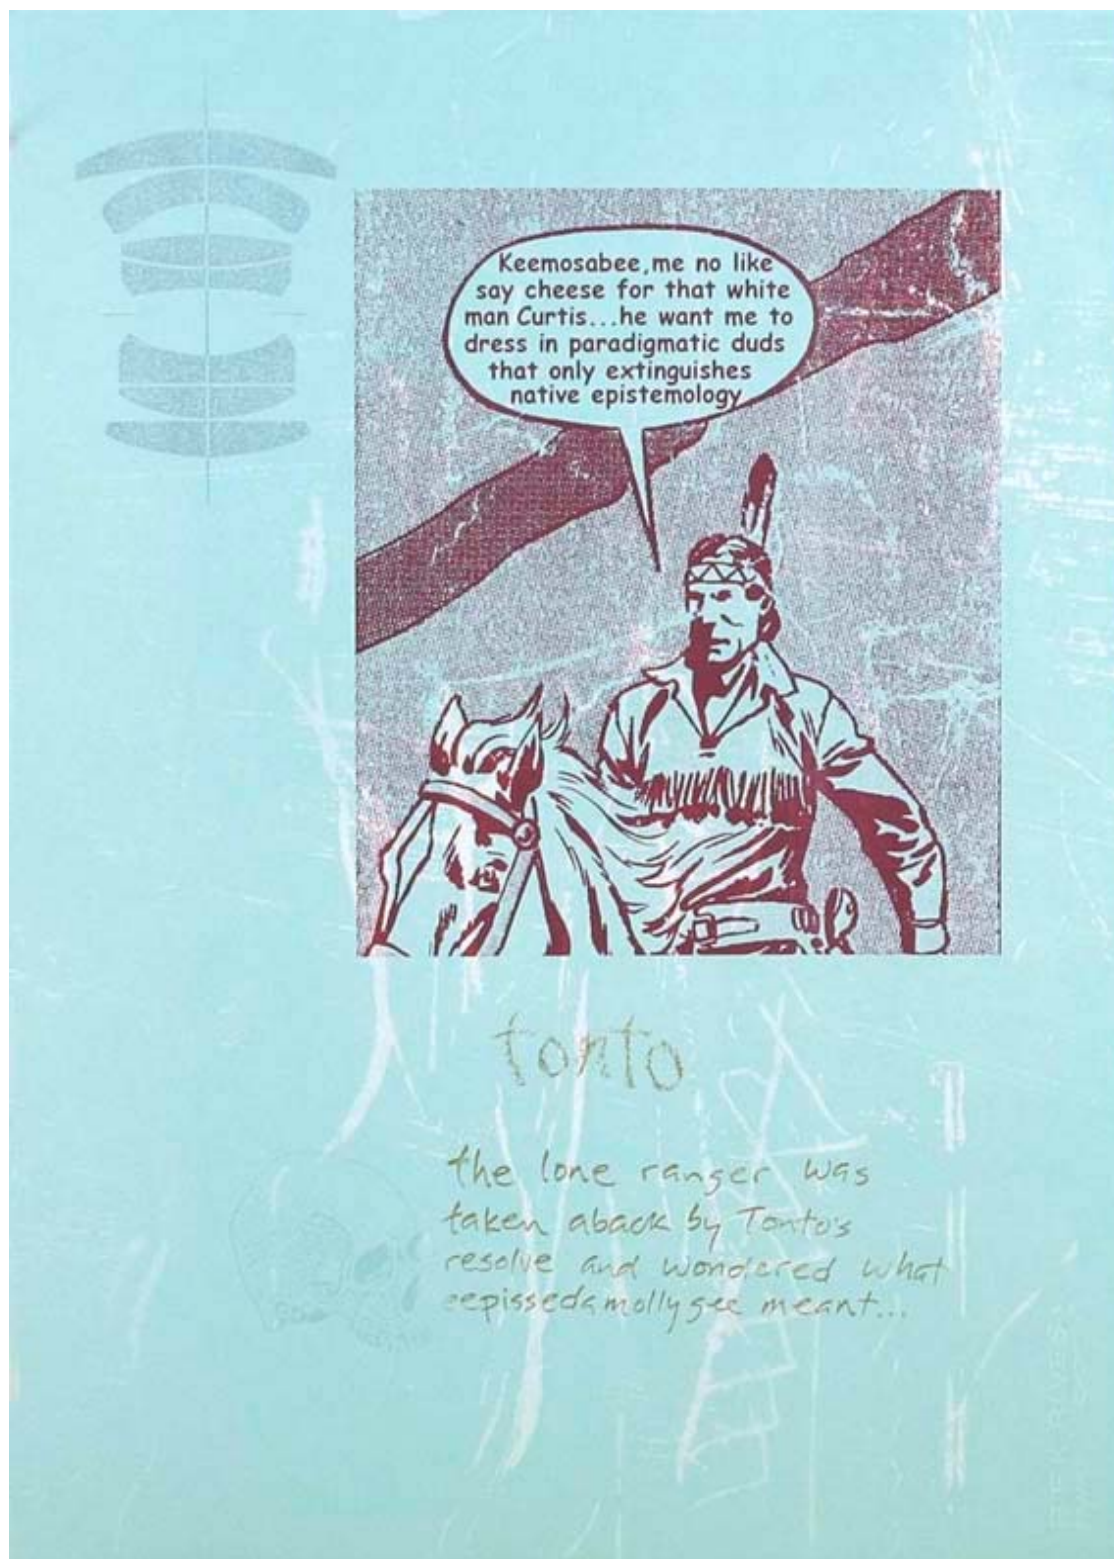 Keemosabee, me no like
say cheese for that white
man Curtis...he want me to
dress in paradigmatic duds
that only extinguishes
native epistemology
tonto
the lone ranger was
taken aback by Tonto's
resolve and wondered what
meant...